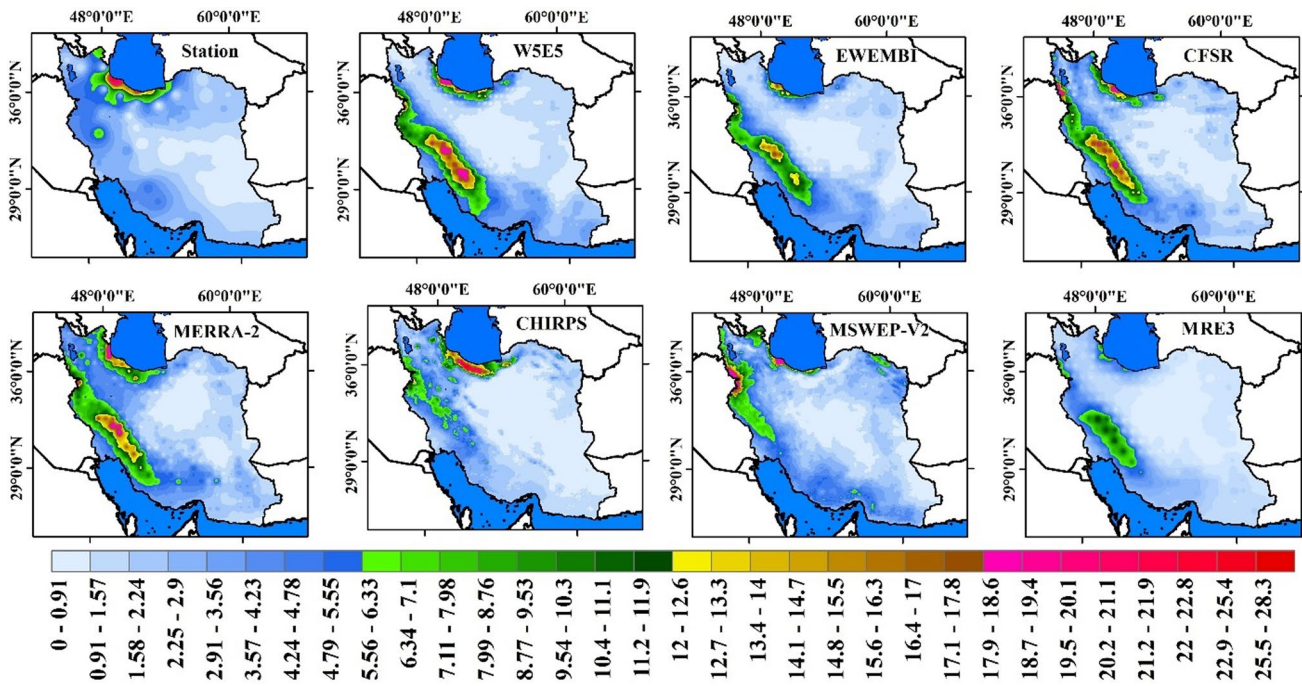 48°0'0"E 60°0'0"E 48°0'0"E 60°0'0"E 48°0'0"E 60°0'0"E 48°0'0"E 60°0'0"E
Station W5E5 EWEMBI CFSR
36°0'0"N 36°0'0"N 36°0'0"N 36°0'0"N
29°0'0"N 29°0'0"N 29°0'0"N 29°0'0"N
48°0'0"E 60°0'0"E 48°0'0"E 60°0'0"E 48°0'0"E 60°0'0"E 48°0'0"E 60°0'0"E
MERRA-2 CHIRPS MSWEP-V2 MRE3
36°0'0"N 36°0'0"N 36°0'0"N 36°0'0"N
29°0'0"N 29°0'0"N 29°0'0"N 29°0'0"N
0 - 0.91
0.91 - 1.57
1.58 - 2.24
2.25 - 2.9
2.91 - 3.56
3.57 - 4.23
4.24 - 4.78
4.79 - 5.55
5.56 - 6.33
6.34 - 7.1
7.11 - 7.98
7.99 - 8.76
8.77 - 9.53
9.54 - 10.3
10.4 - 11.1
11.2 - 11.9
12 - 12.6
12.7 - 13.3
13.4 - 14
14.1 - 14.7
14.8 - 15.5
15.6 - 16.3
16.4 - 17
17.1 - 17.8
17.9 - 18.6
18.7 - 19.4
19.5 - 20.1
20.2 - 21.1
21.2 - 21.9
22 - 22.8
22.9 - 25.4
25.5 - 28.3